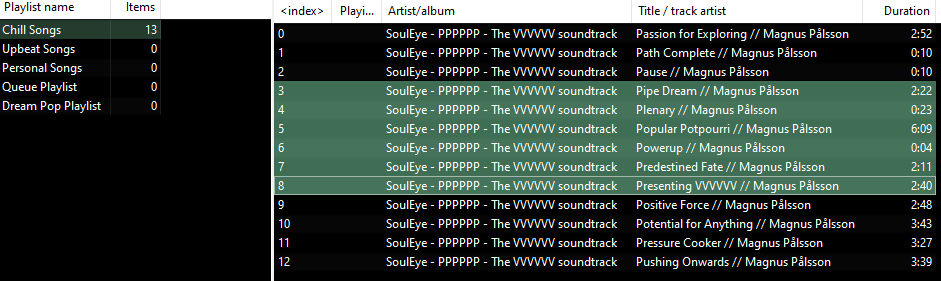 Playlist name Items
Chill Songs 13
Upbeat Songs 0
Personal Songs 0
Queue Playlist 0
Dream Pop Playlist 0
<index> Playi... Artist/album Title / track artist Duration
0 SoulEye - PPPPPP - The VVVVVV soundtrack Passion for Exploring // Magnus Pålsson 2:52
1 SoulEye - PPPPPP - The VVVVVV soundtrack Path Complete // Magnus Pålsson 0:10
2 SoulEye - PPPPPP - The VVVVVV soundtrack Pause // Magnus Pålsson 0:10
3 SoulEye - PPPPPP - The VVVVVV soundtrack Pipe Dream // Magnus Pålsson 2:22
4 SoulEye - PPPPPP - The VVVVVV soundtrack Plenary // Magnus Pålsson 0:23
5 SoulEye - PPPPPP - The VVVVVV soundtrack Popular Potpourri // Magnus Pålsson 6:09
6 SoulEye - PPPPPP - The VVVVVV soundtrack Powerup // Magnus Pålsson 0:04
7 SoulEye - PPPPPP - The VVVVVV soundtrack Predestined Fate // Magnus Pålsson 2:11
8 SoulEye - PPPPPP - The VVVVVV soundtrack Presenting VVVVVV // Magnus Pålsson 2:40
9 SoulEye - PPPPPP - The VVVVVV soundtrack Positive Force // Magnus Pålsson 2:48
10 SoulEye - PPPPPP - The VVVVVV soundtrack Potential for Anything // Magnus Pålsson 3:43
11 SoulEye - PPPPPP - The VVVVVV soundtrack Pressure Cooker // Magnus Pålsson 3:27
12 SoulEye - PPPPPP - The VVVVVV soundtrack Pushing Onwards // Magnus Pålsson 3:39